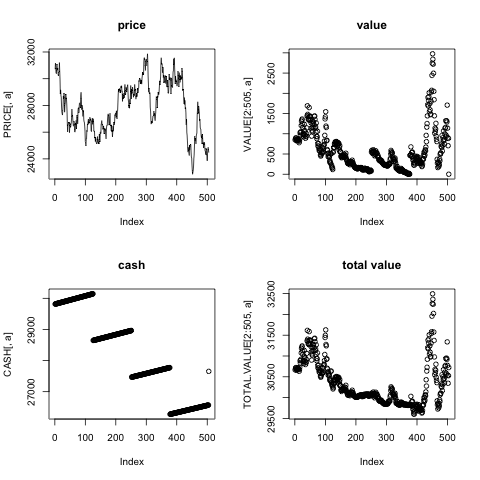 price
PRICE[, a]
24000 28000 32000
0 100 200 300 400 500
Index
value
VALUE[2:505, a]
0 500 1500 2500
0 100 200 300 400 500
Index
cash
CASH[, a]
27000 29000
0 100 200 300 400 500
Index
total value
TOTAL.VALUE[2:505, a]
29500 30500 31500 32500
0 100 200 300 400 500
Index